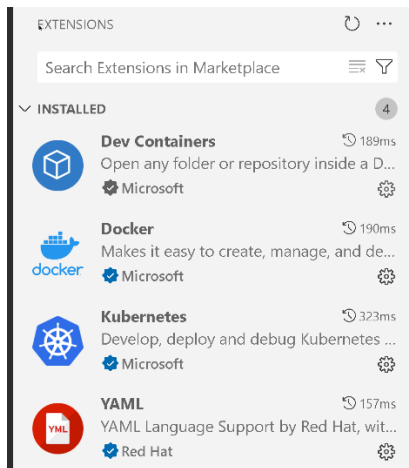 EXTENSIONS
Search Extensions in Marketplace
INSTALLED 4
Dev Containers 189ms
Open any folder or repository inside a D...
Microsoft
Docker 190ms
Makes it easy to create, manage, and de...
docker
Microsoft
Kubernetes 323ms
Develop, deploy and debug Kubernetes ...
Microsoft
YAML 157ms
YML
YAML Language Support by Red Hat, wit...
Red Hat